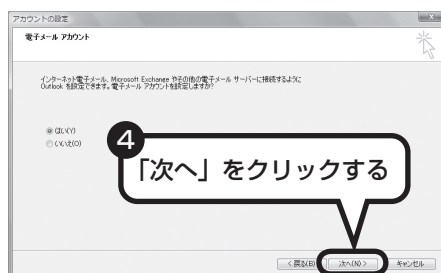 アカウントの設定
電子メール アカウント
インターネット電子メール、Microsoft Exchange やその他の電子メール サーバーに接続するように
Outlook を設定できます。電子メール アカウントを設定しますか?
はい(Y)
いいえ(O)
4
「次へ」をクリックする
< 戻る(B)
次へ(N) >
キャンセル